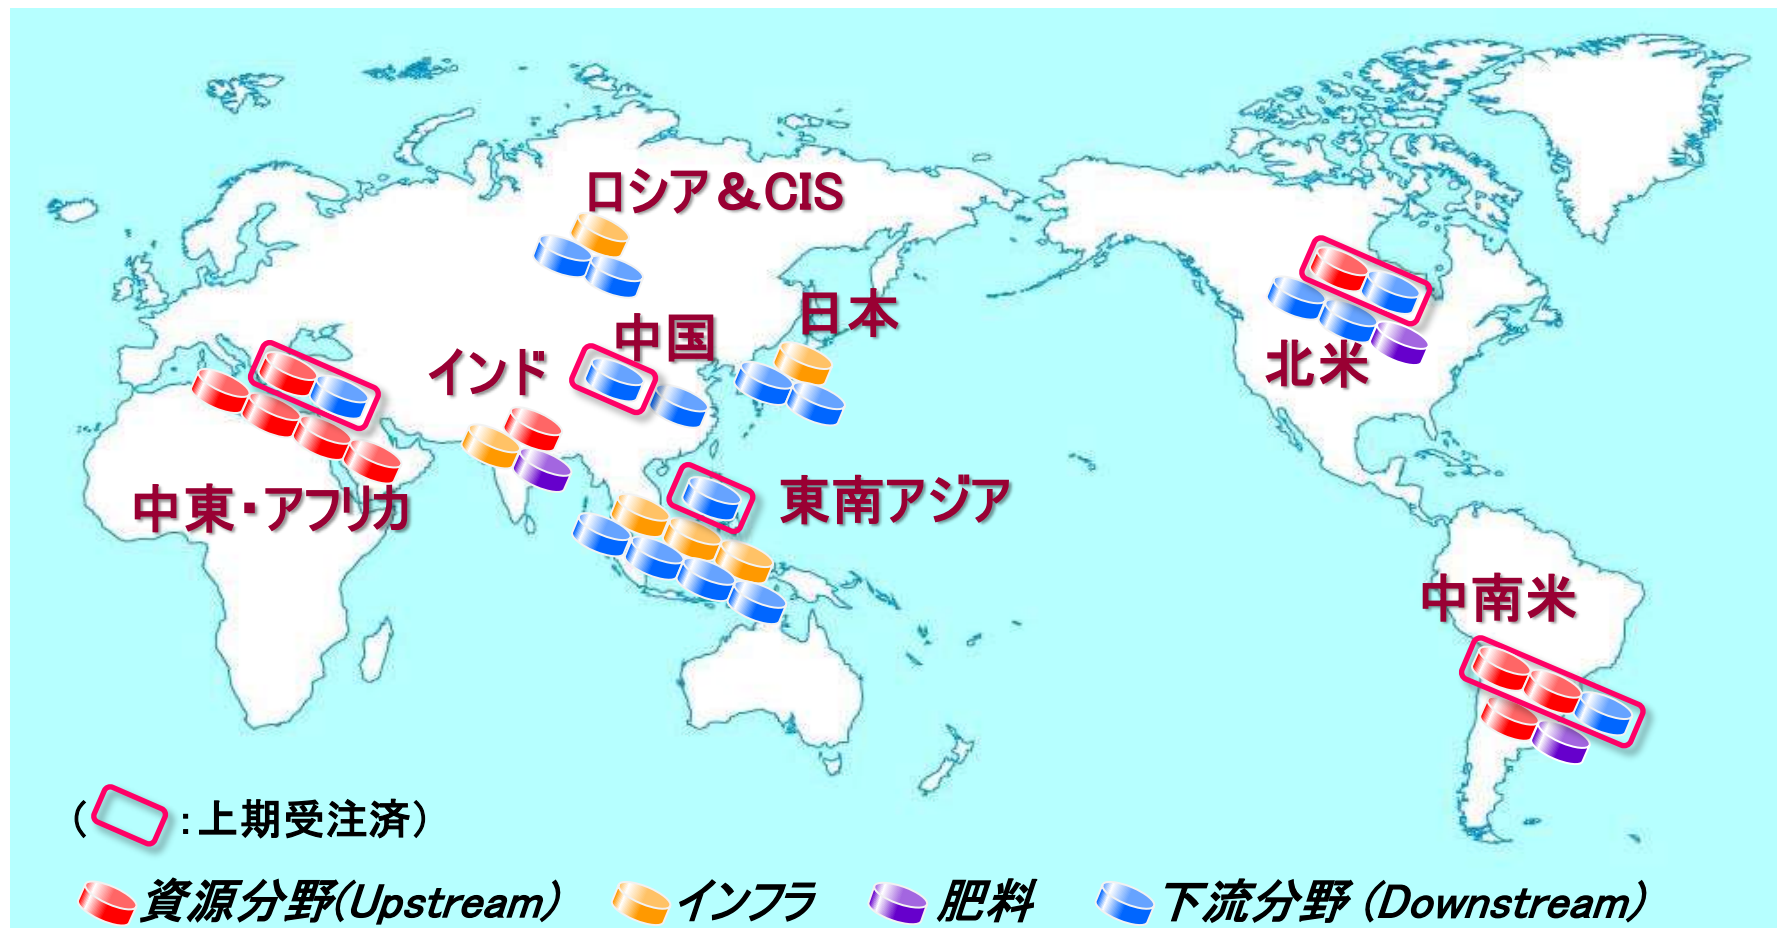 ロシア&CIS
日本
中国
インド
北米
中東・アフリカ
東南アジア
中南米
( :上期受注済)
資源分野(Upstream) インフラ 肥料 下流分野 (Downstream)